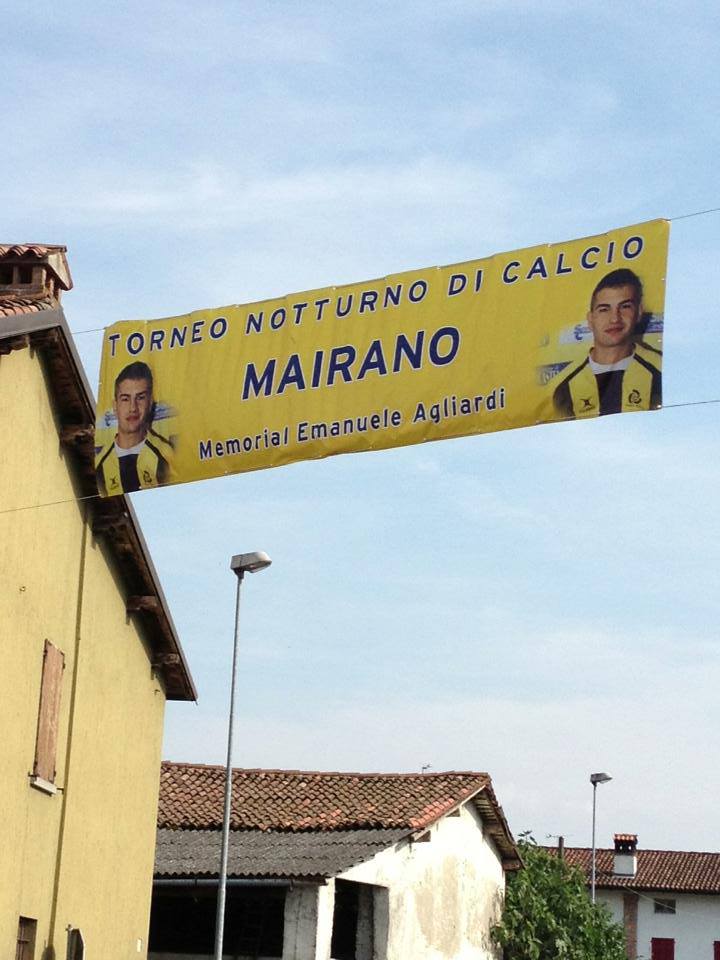 TORNEO NOTTURNO DI CALCIO
MAIRANO
Memorial Emanuele Agliardi